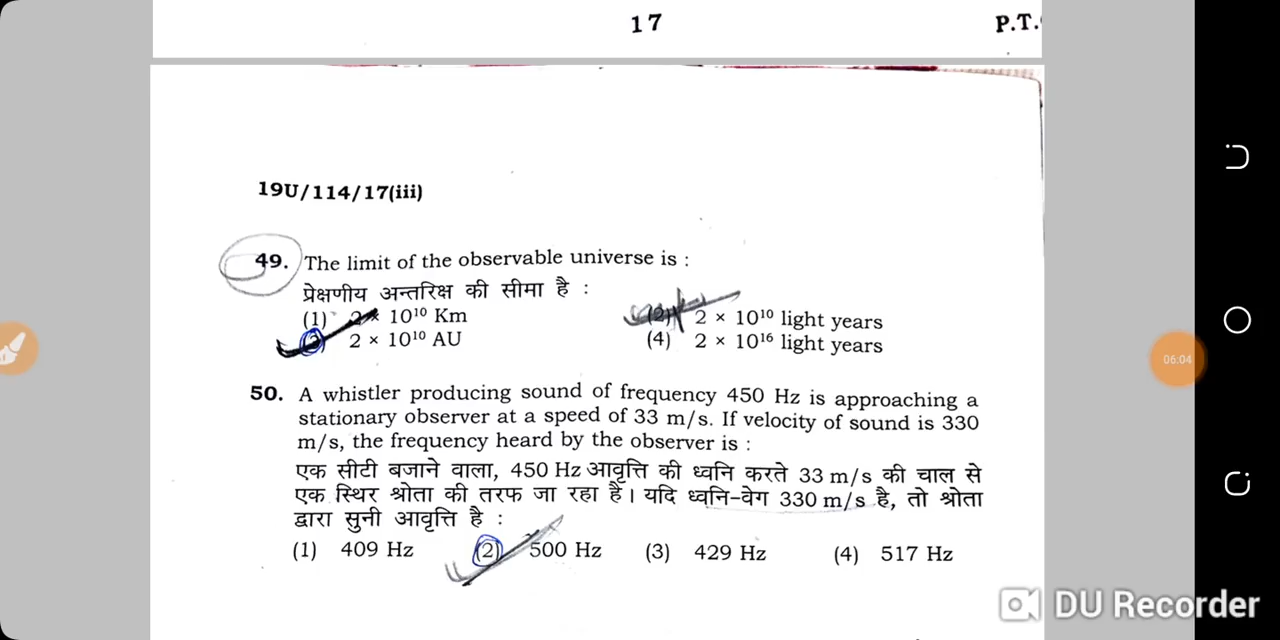 17
P.T.
19U/114/17(iii)
49. The limit of the observable universe is :
प्रेक्षणीय अन्तरिक्ष की सीमा है :
(1) 2 × 10¹⁰ Km
(2) 2 × 10¹⁰ light years
2 × 10¹⁰ AU
(4) 2 × 10¹⁶ light years
50. A whistler producing sound of frequency 450 Hz is approaching a
stationary observer at a speed of 33 m/s. If velocity of sound is 330
m/s, the frequency heard by the observer is :
एक सीटी बजाने वाला, 450 Hz आवृत्ति की ध्वनि करते 33 m/s की चाल से
एक स्थिर श्रोता की तरफ जा रहा है। यदि ध्वनि-वेग 330 m/s है, तो श्रोता
द्वारा सुनी आवृत्ति है :
(1) 409 Hz (2) 500 Hz (3) 429 Hz (4) 517 Hz
06:04
DU Recorder